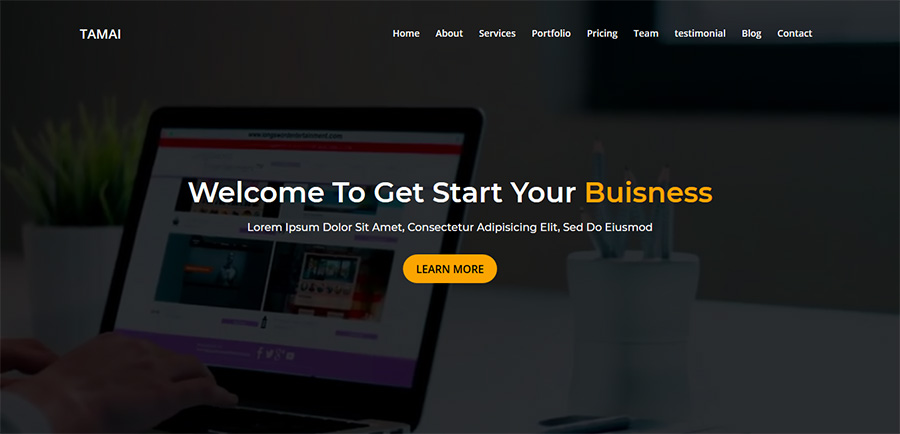 TAMAI
Home About Services Portfolio Pricing Team testimonial Blog Contact
Welcome To Get Start Your Buisness
Lorem Ipsum Dolor Sit Amet, Consectetur Adipisicing Elit, Sed Do Eiusmod
LEARN MORE